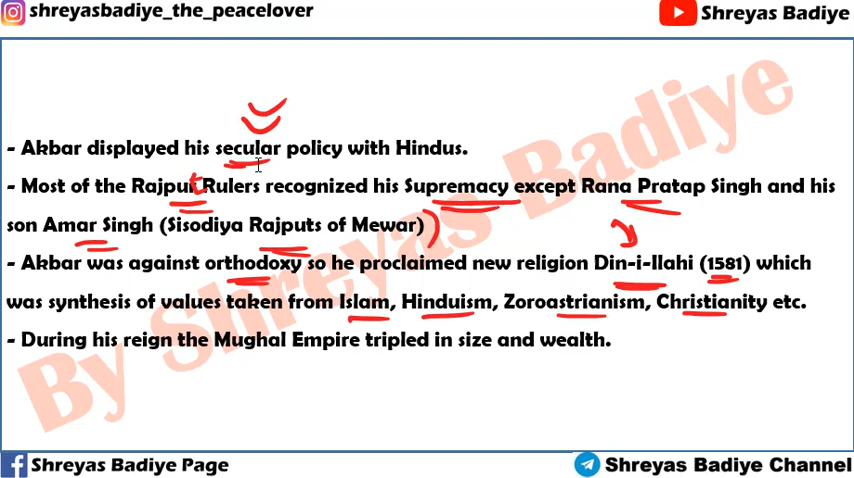 shreyasbadiye_the_peacelover
Shreyas Badiye
- Akbar displayed his secular policy with Hindus.
- Most of the Rajput Rulers recognized his Supremacy except Rana Pratap Singh and his
son Amar Singh (Sisodiya Rajputs of Mewar)
- Akbar was against orthodoxy so he proclaimed new religion Din-i-Ilahi (1581) which
was synthesis of values taken from Islam, Hinduism, Zoroastrianism, Christianity etc.
- During his reign the Mughal Empire tripled in size and wealth.
By Shreyas Badiye
Shreyas Badiye Page
Shreyas Badiye Channel